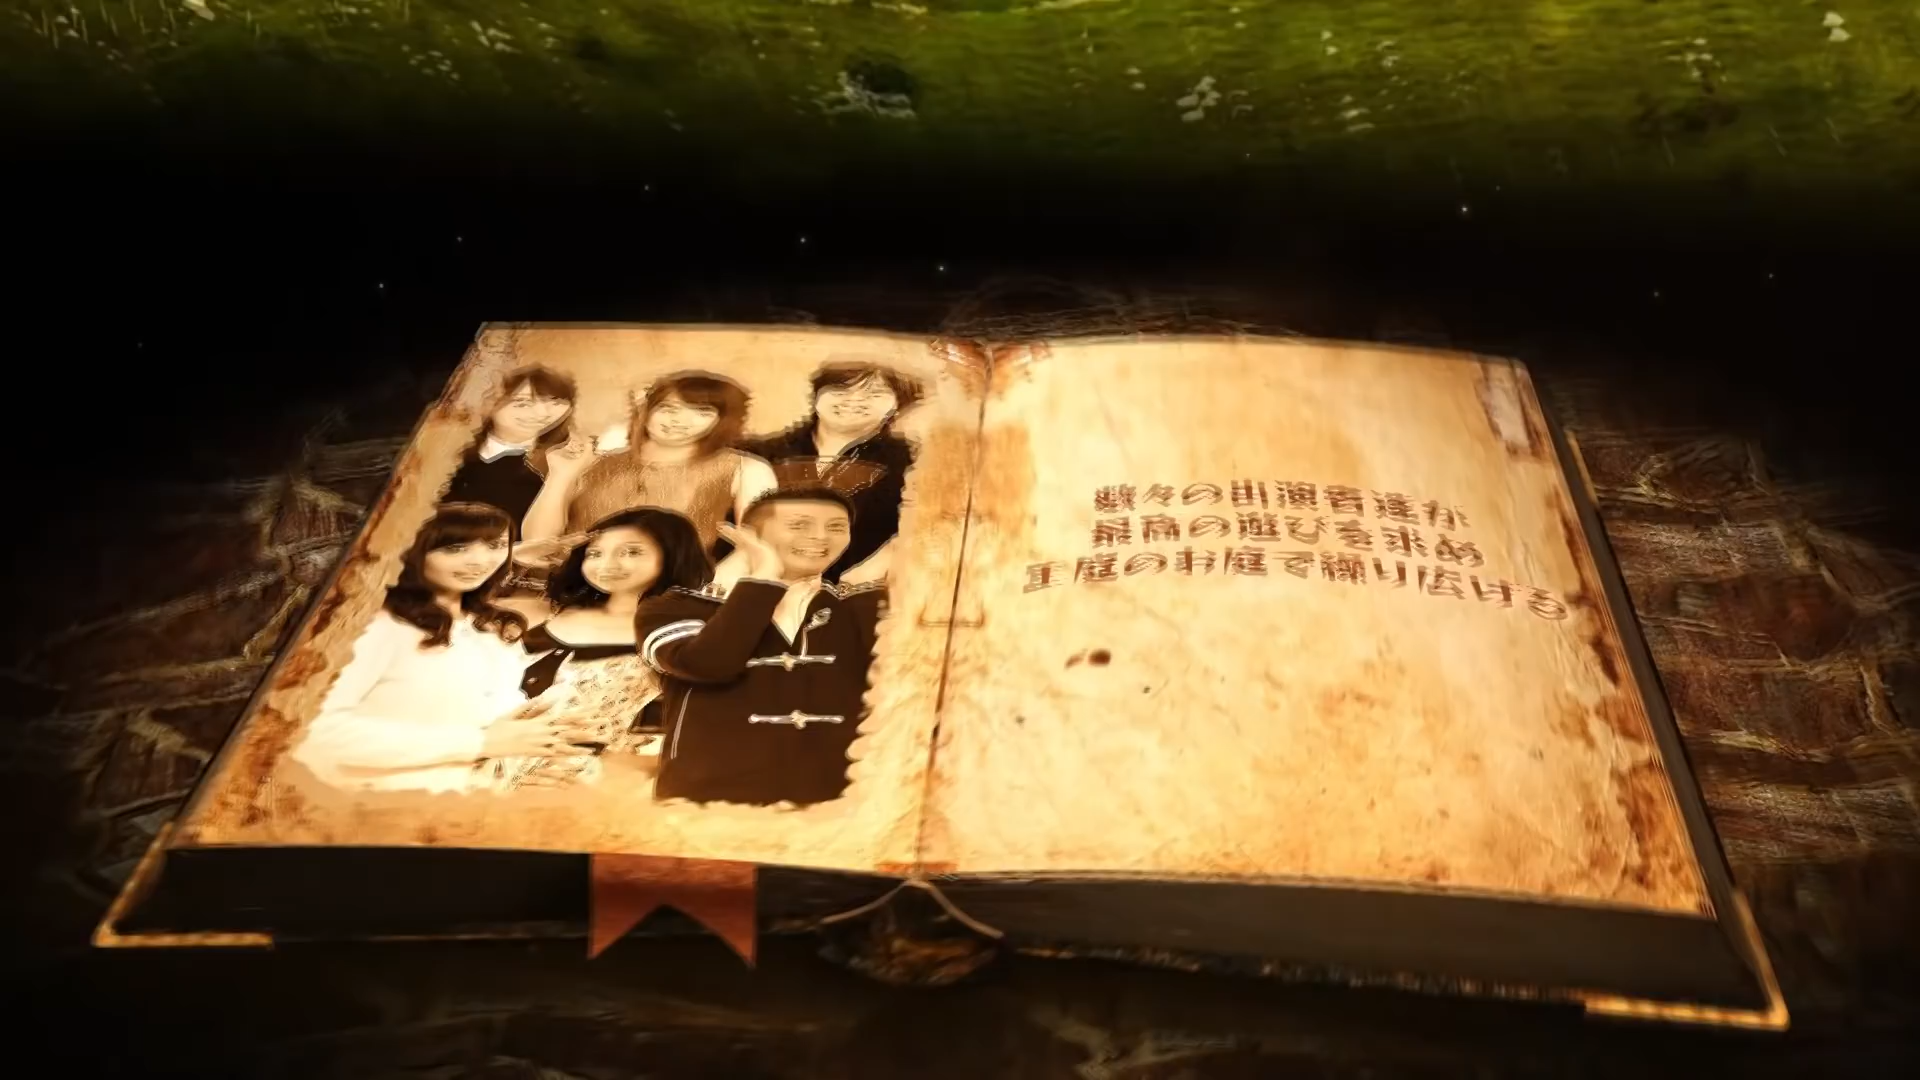 数々の出演者達が
最高の遊びを求め
王庭のお庭で繰り広げる